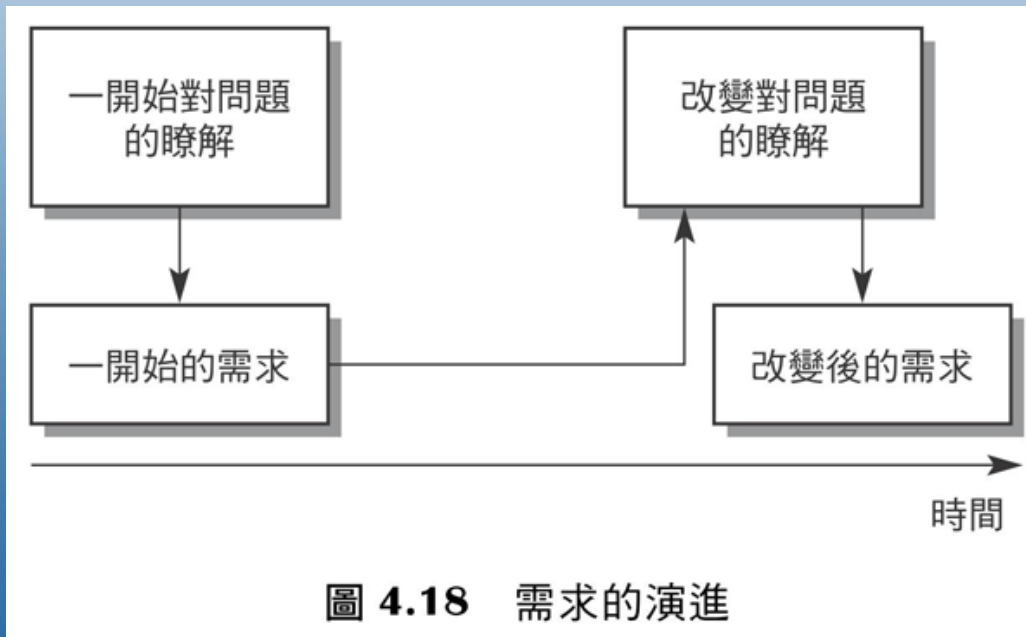 一開始對問題
的瞭解
改變對問題
的瞭解
一開始的需求
改變後的需求
時間
圖 4.18 需求的演進